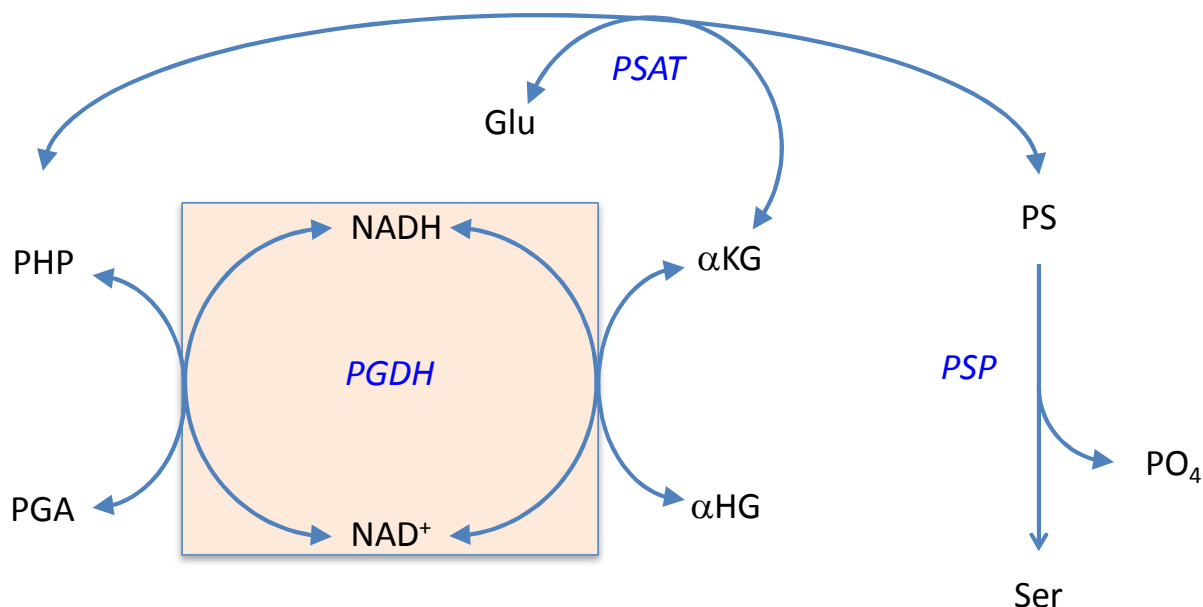 PSAT
Glu
NADH
PS
PHP
αKG
PGDH
PSP
PO₄
PGA
αHG
NAD⁺
Ser